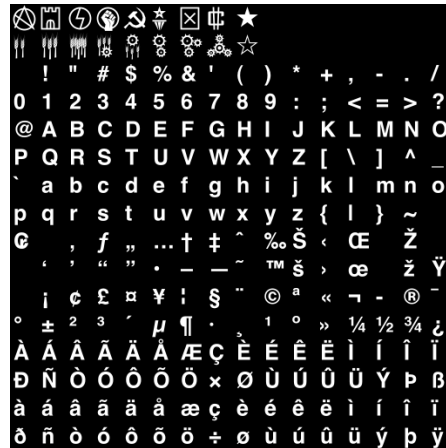 ! " # $ % & ' ( ) * + , - . /
0 1 2 3 4 5 6 7 8 9 : ; < = > ?
@ A B C D E F G H I J K L M N O
P Q R S T U V W X Y Z [ \ ] ^ _
` a b c d e f g h i j k l m n o
p q r s t u v w x y z { | } ~
‚ ƒ „ … † ‡ ˆ ‰ Š ‹ Œ Ž
‘ ’ “ ” • – — ˜ ™ š › œ ž Ÿ
¡ ¢ £ ¤ ¥ ¦ § ¨ © ª « ¬ - ® ¯
° ± ² ³ ´ µ ¶ · ¸ ¹ º » ¼ ½ ¾ ¿
À Á Â Ã Ä Å Æ Ç È É Ê Ë Ì Í Î Ï
Ð Ñ Ò Ó Ô Õ Ö × Ø Ù Ú Û Ü Ý Þ ß
à á â ã ä å æ ç è é ê ë ì í î ï
ð ñ ò ó ô õ ö ÷ ø ù ú û ü ý þ ÿ